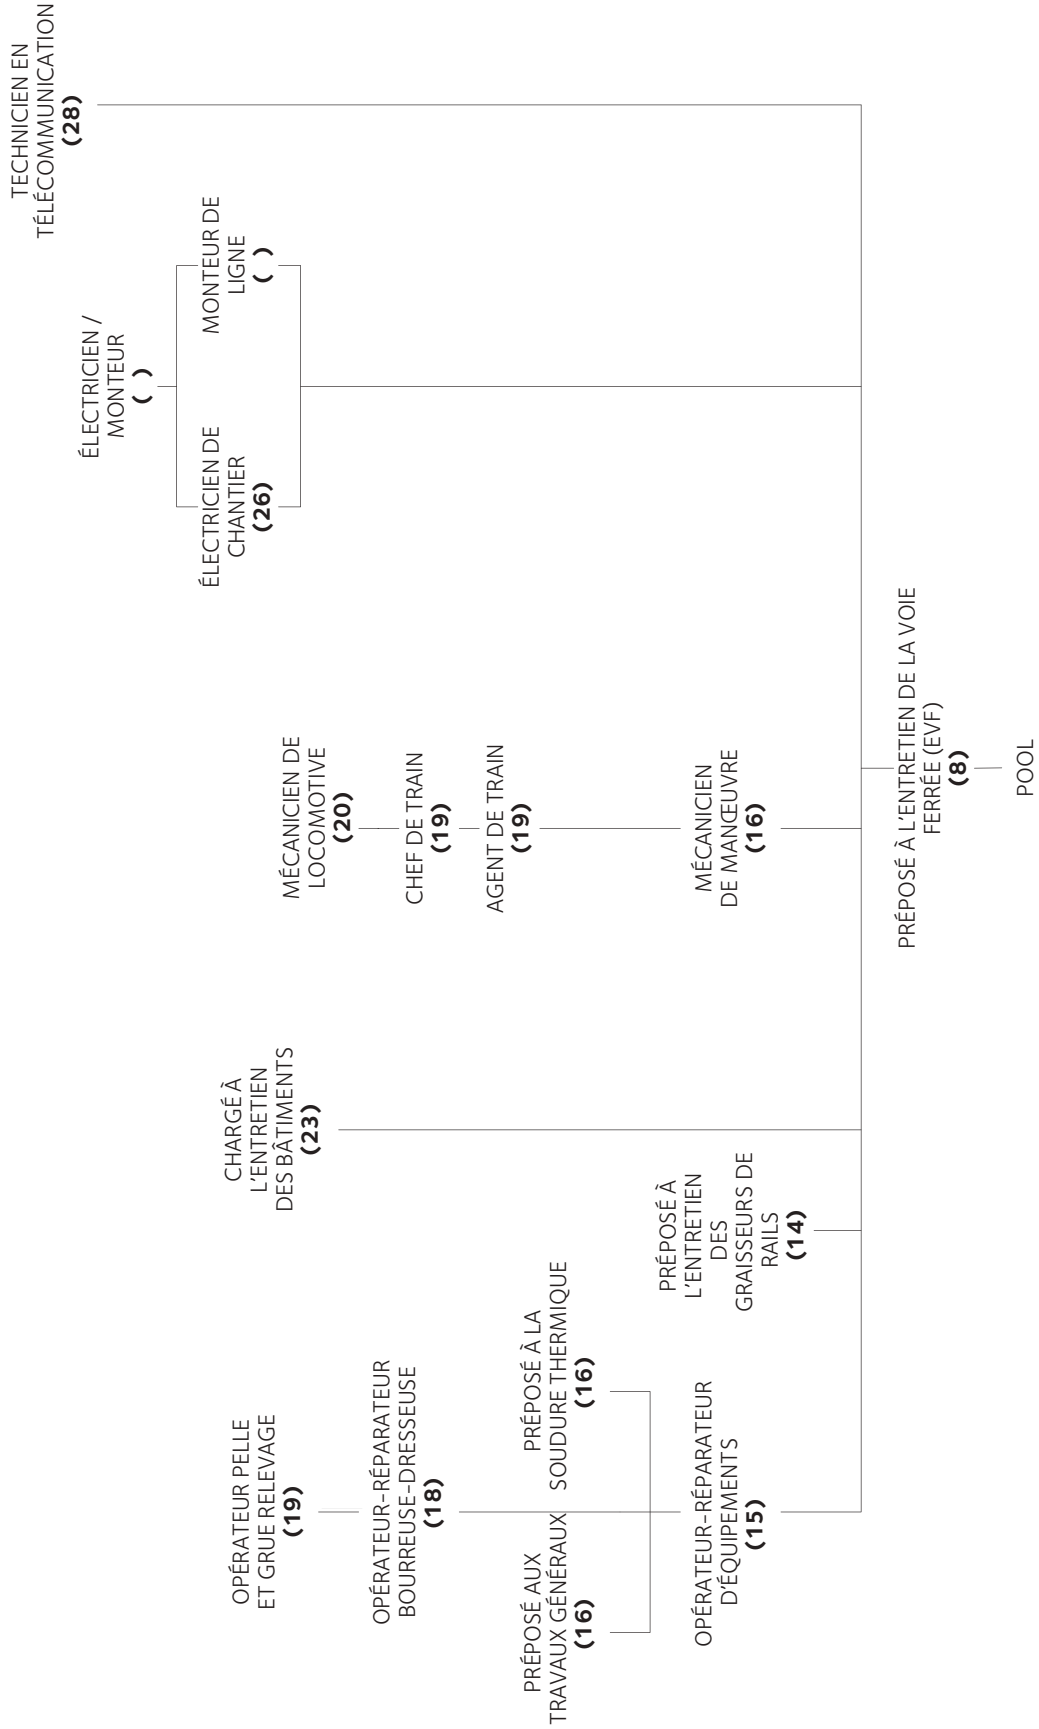 OPÉRATEUR PELLE
ET GRUE RELEVAGE
(19)
OPÉRATEUR-RÉPARATEUR
BOURREUSE-DRESSEUSE
(18)
PRÉPOSÉ AUX
TRAVAUX GÉNÉRAUX
(16)
PRÉPOSÉ À LA
SOUDURE THERMIQUE
(16)
OPÉRATEUR-RÉPARATEUR
D'ÉQUIPEMENTS
(15)
PRÉPOSÉ À
L'ENTRETIEN
DES
GRAISSEURS DE
RAILS
(14)
CHARGÉ À
L'ENTRETIEN
DES BÂTIMENTS
(23)
MÉCANICIEN DE
LOCOMOTIVE
(20)
CHEF DE TRAIN
(19)
AGENT DE TRAIN
(19)
MÉCANICIEN
DE MANŒUVRE
(16)
ÉLECTRICIEN /
MONTEUR
( )
ÉLECTRICIEN DE
CHANTIER
(26)
MONTEUR DE
LIGNE
( )
TECHNICIEN EN
TÉLÉCOMMUNICATION
(28)
PRÉPOSÉ À L'ENTRETIEN DE LA VOIE
FERRÉE (EVF)
(8)
POOL